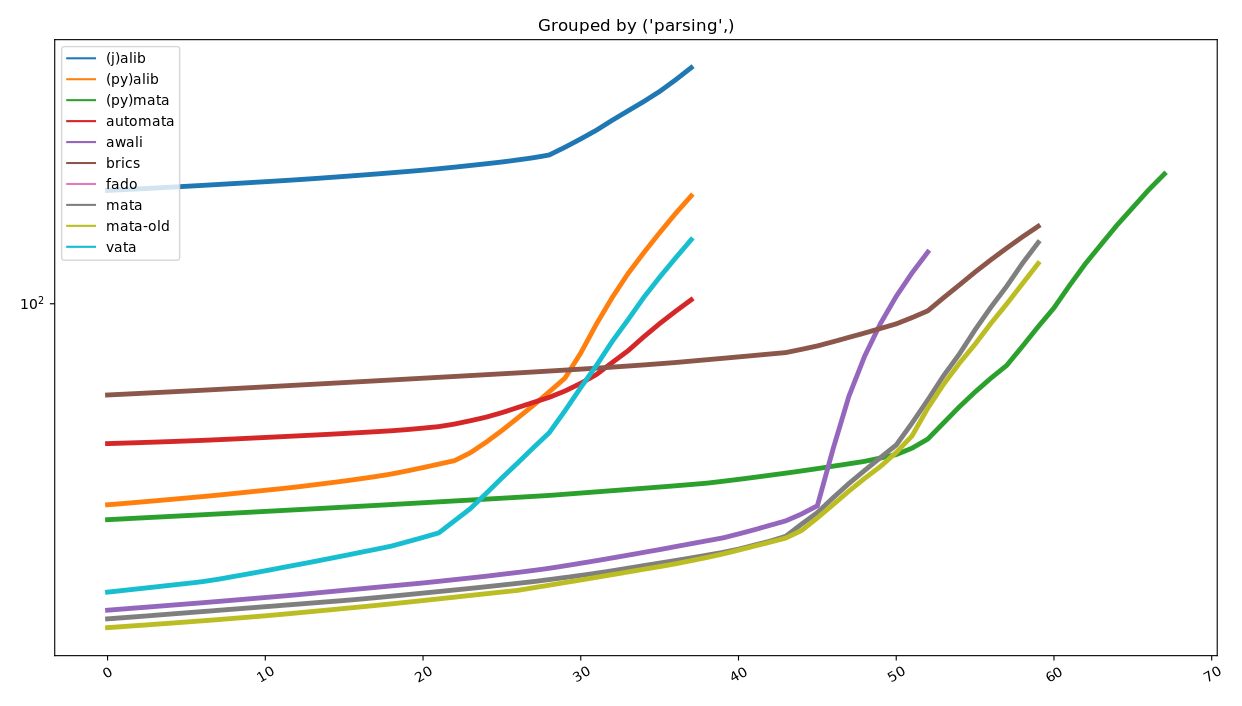 Grouped by ('parsing',)
(j)alib
(py)alib
(py)mata
automata
awali
brics
fado
mata
mata-old
vata
10²
0 10 20 30 40 50 60 70